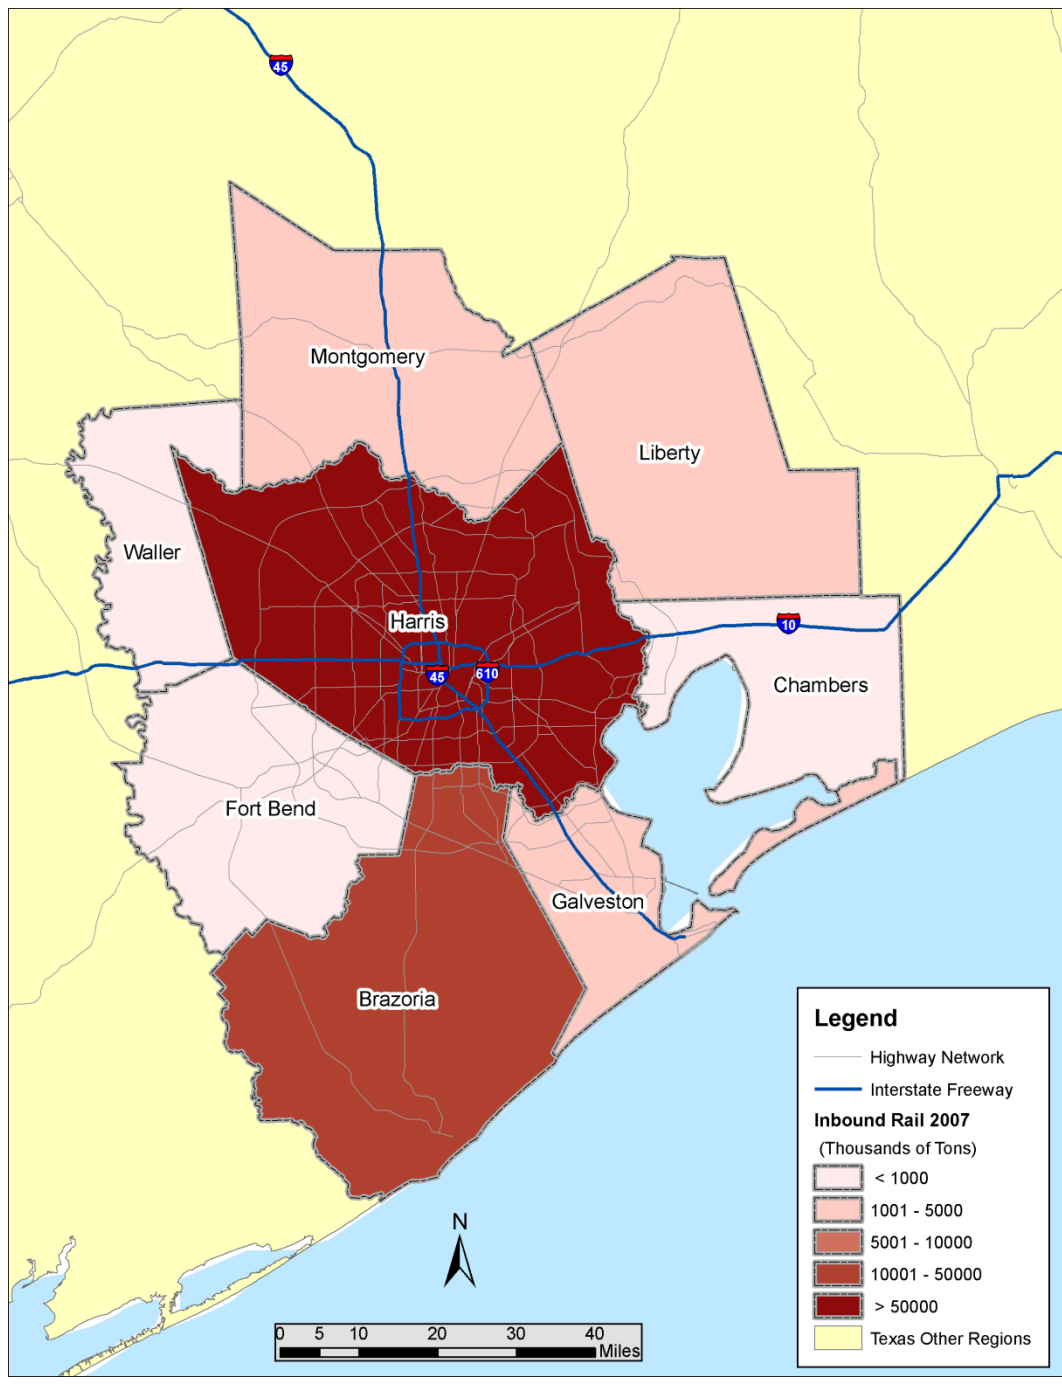 45
Montgomery
Liberty
Waller
Harris
10
45
610
Chambers
Fort Bend
Galveston
Brazoria
Legend
Highway Network
Interstate Freeway
Inbound Rail 2007
(Thousands of Tons)
< 1000
1001 - 5000
5001 - 10000
10001 - 50000
> 50000
Texas Other Regions
N
0 5 10 20 30 40
Miles